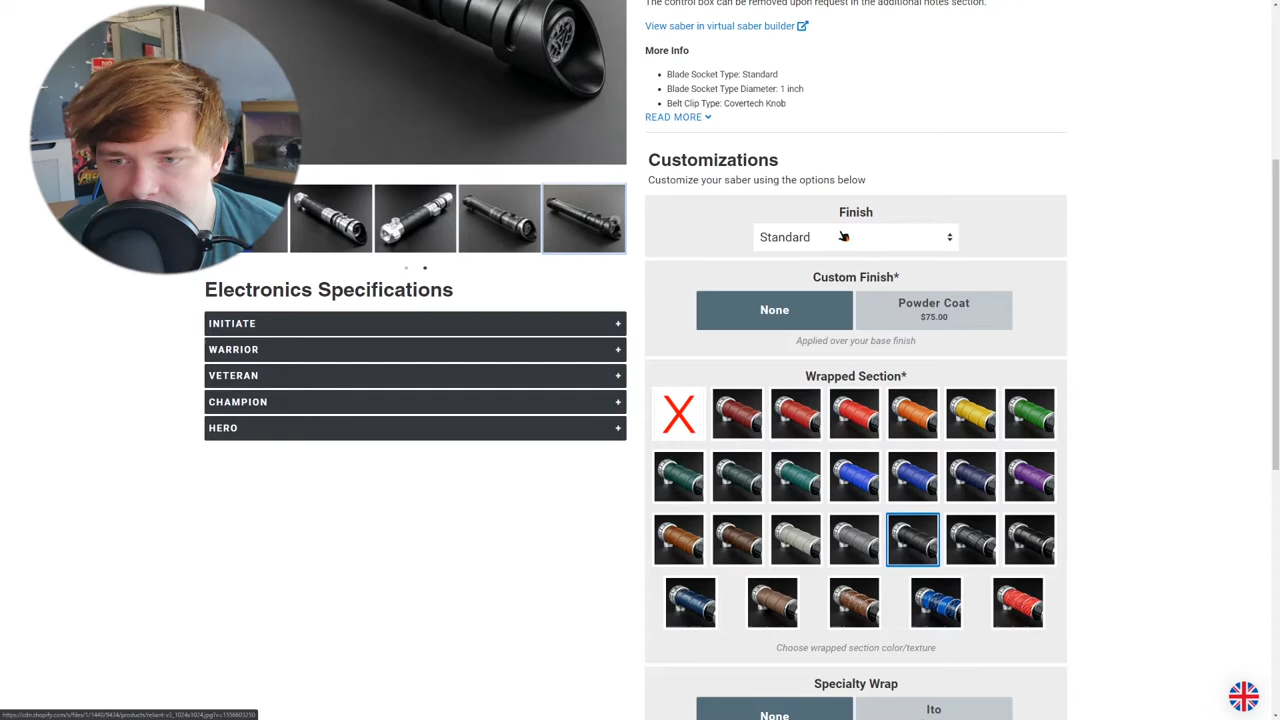 The control box can be removed upon request in the additional notes section.
View saber in virtual saber builder
More Info
Blade Socket Type: Standard
Blade Socket Type Diameter: 1 inch
Belt Clip Type: Covertech Knob
READ MORE
Customizations
Customize your saber using the options below
Finish
Standard
Custom Finish*
None
Powder Coat
$75.00
Applied over your base finish
Wrapped Section*
Choose wrapped section color/texture
Specialty Wrap
None
Ito
Electronics Specifications
INITIATE +
WARRIOR +
VETERAN +
CHAMPION +
HERO +
NO